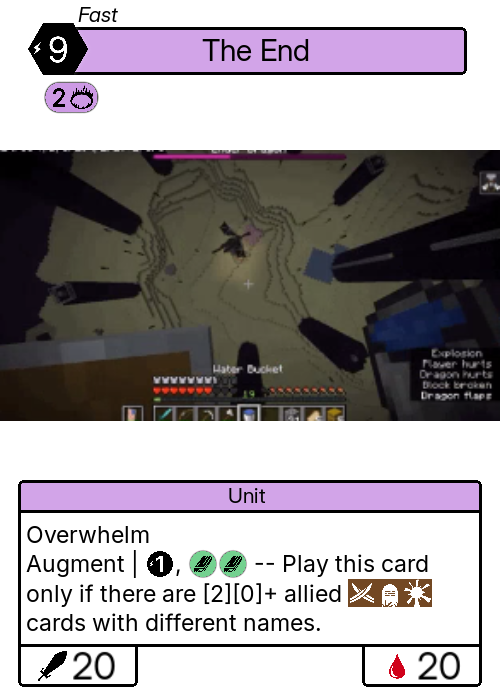 Fast
9
The End
2
Ender Dragon
Water Bucket
19
Explosion
Player hurts
Dragon hurts
Block broken
Dragon flaps
Unit
Overwhelm
Augment | 1, -- Play this card
only if there are [2][0]+ allied
cards with different names.
20
20